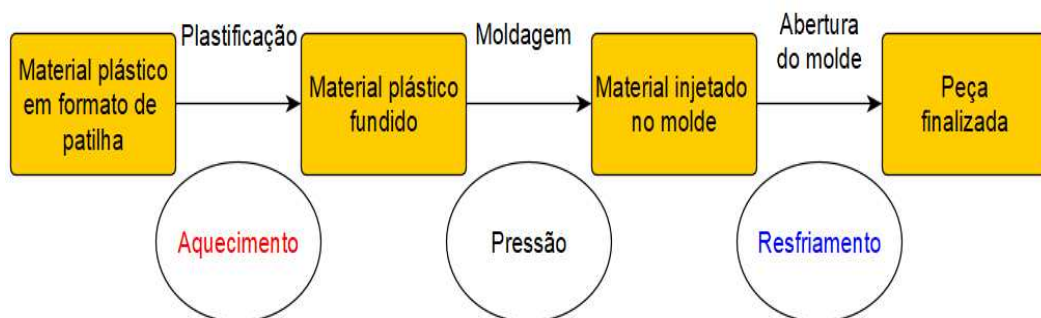 Plastificação
Moldagem
Abertura
do molde
Material plástico
em formato de
patilha
Material plástico
fundido
Material injetado
no molde
Peça
finalizada
Aquecimento
Pressão
Resfriamento